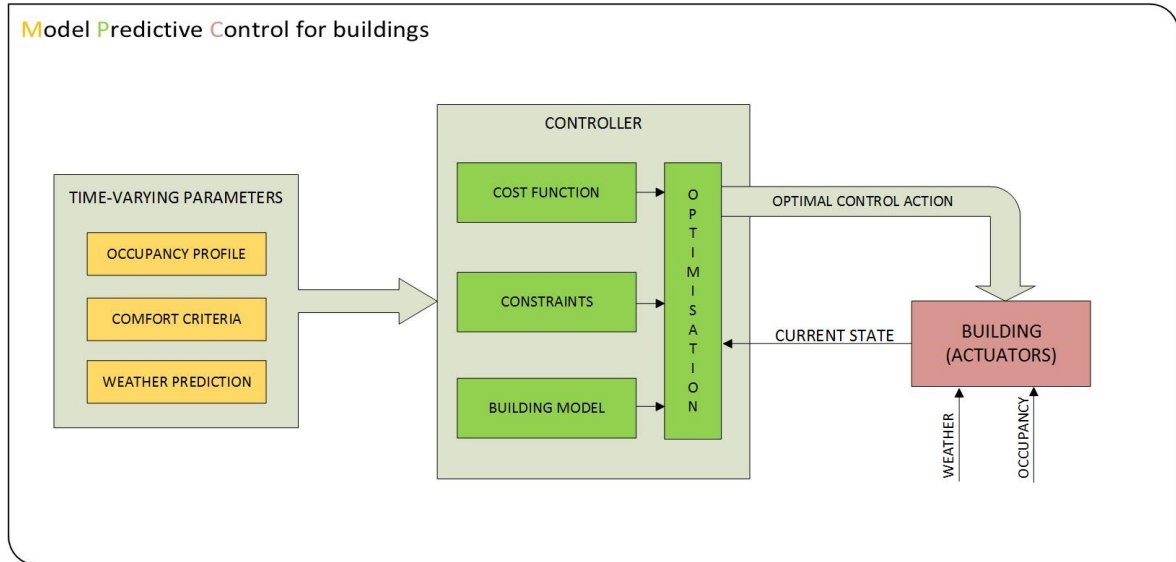 Model Predictive Control for buildings
TIME-VARYING PARAMETERS
OCCUPANCY PROFILE
COMFORT CRITERIA
WEATHER PREDICTION
CONTROLLER
COST FUNCTION
CONSTRAINTS
BUILDING MODEL
OPTIMISATION
OPTIMAL CONTROL ACTION
CURRENT STATE
BUILDING
(ACTUATORS)
WEATHER
OCCUPANCY